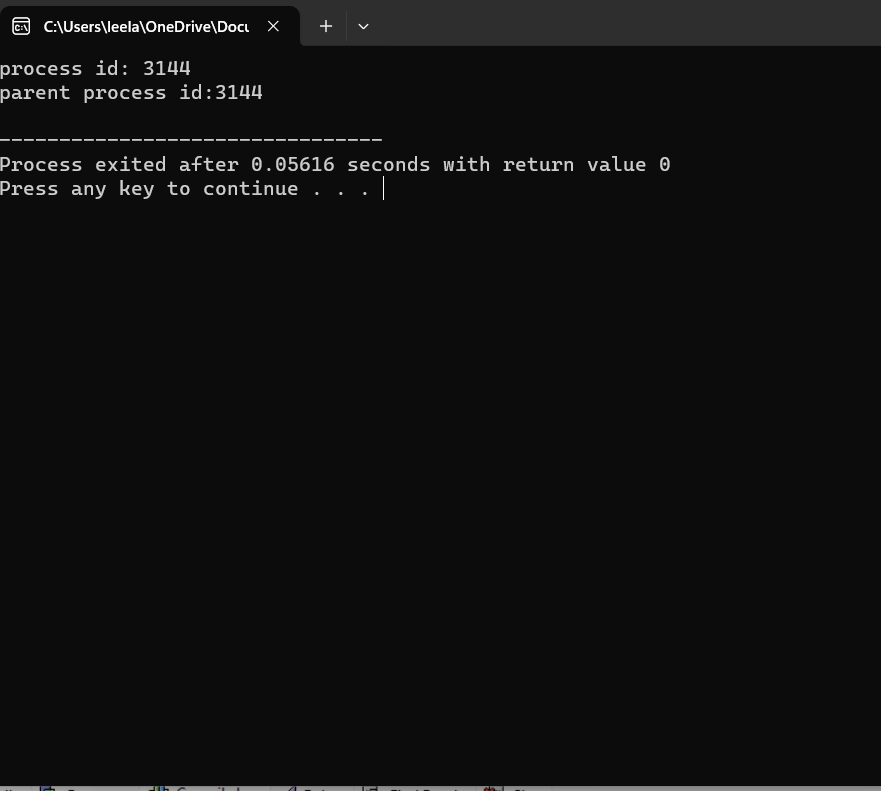 C:\Users\leela\OneDrive\Docu
process id: 3144
parent process id:3144
--------------------------------
Process exited after 0.05616 seconds with return value 0
Press any key to continue . . .